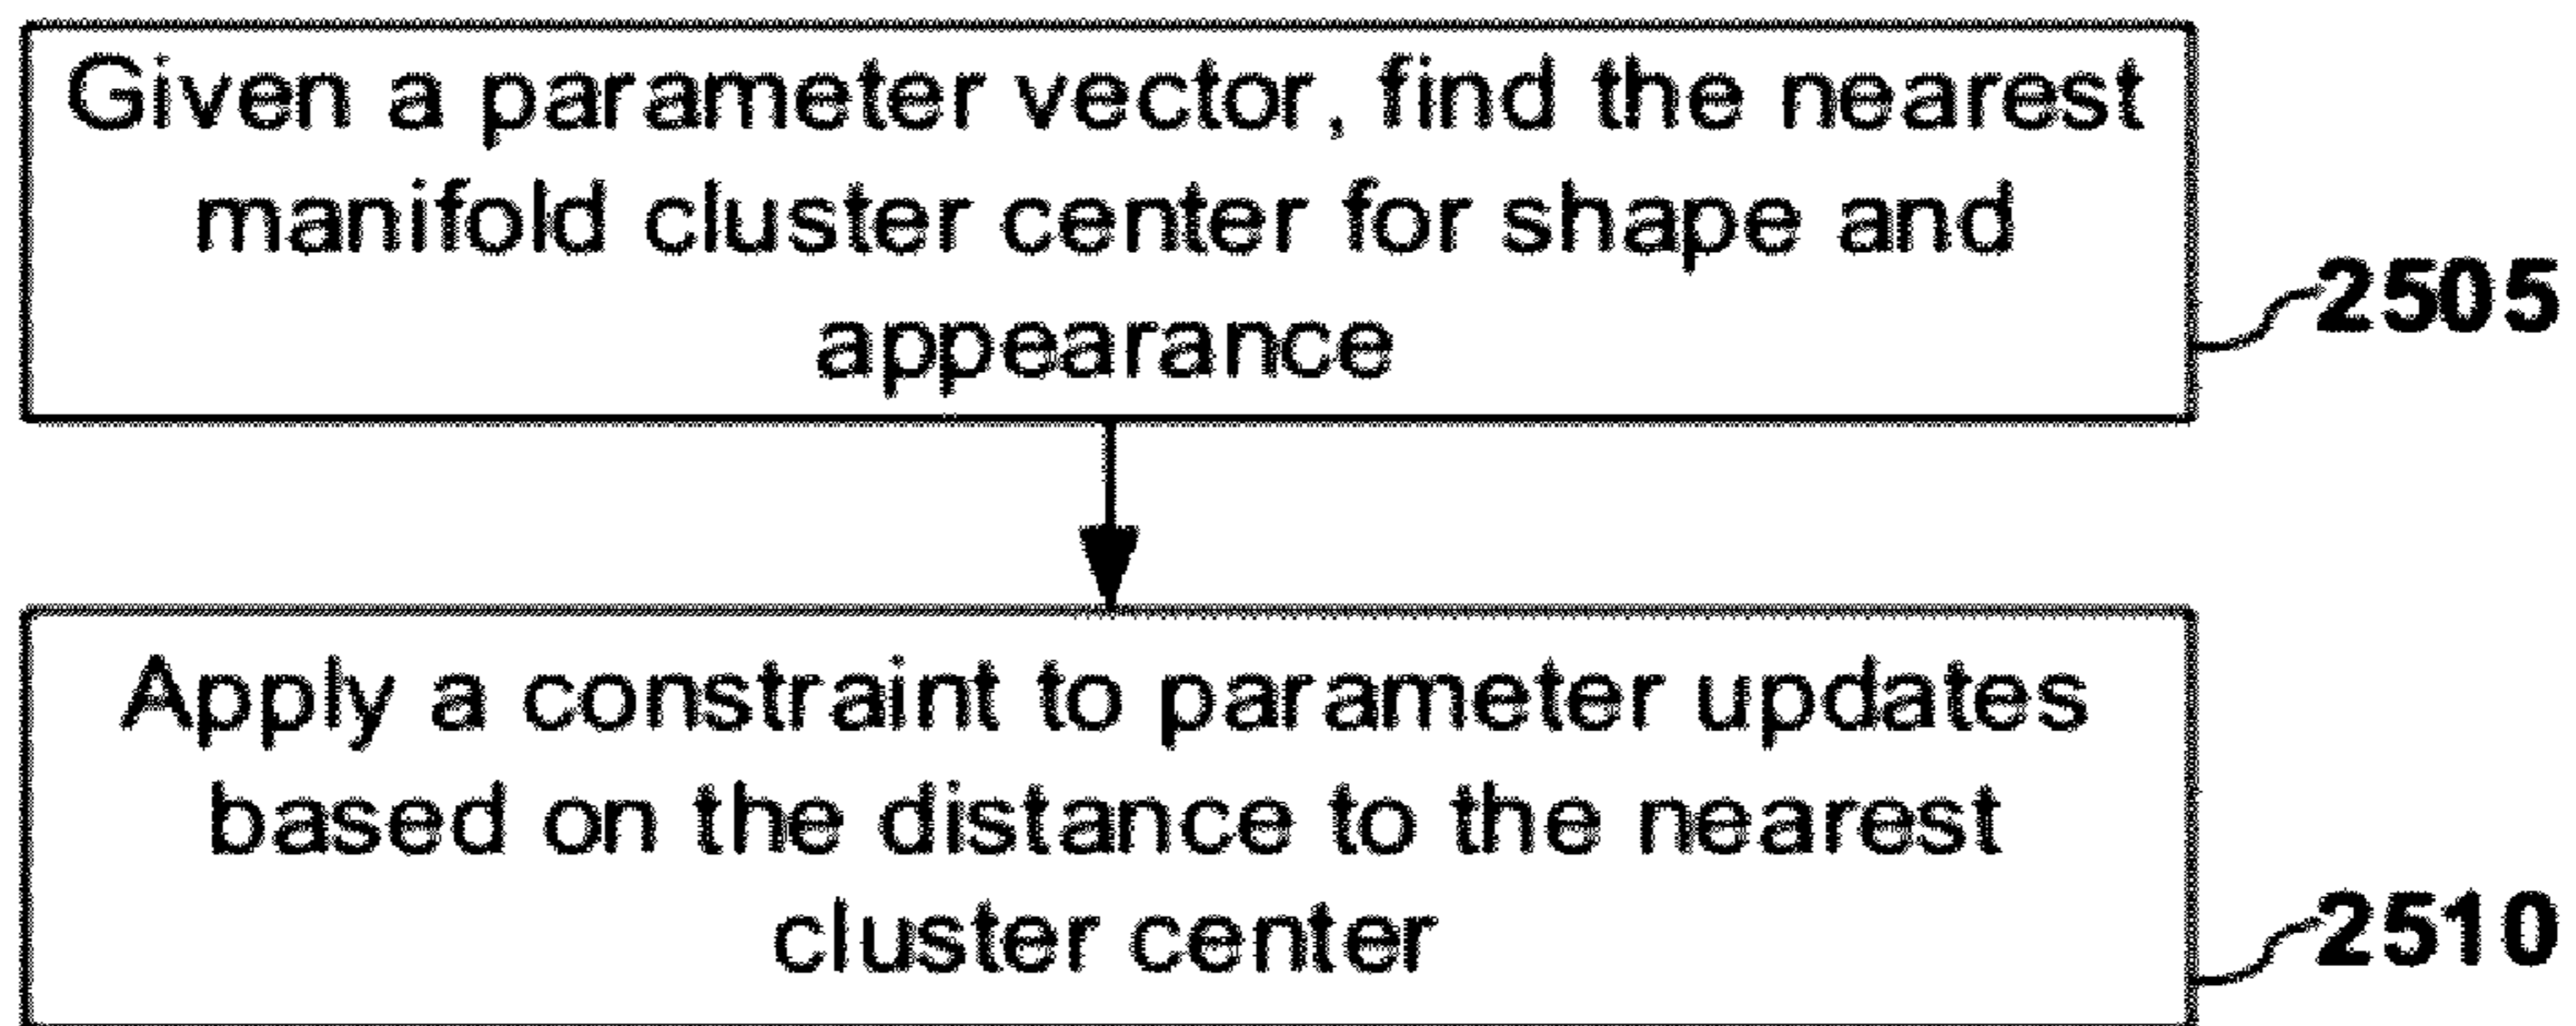 Given a parameter vector, find the nearest
manifold cluster center for shape and
appearance
2505
Apply a constraint to parameter updates
based on the distance to the nearest
cluster center
2510